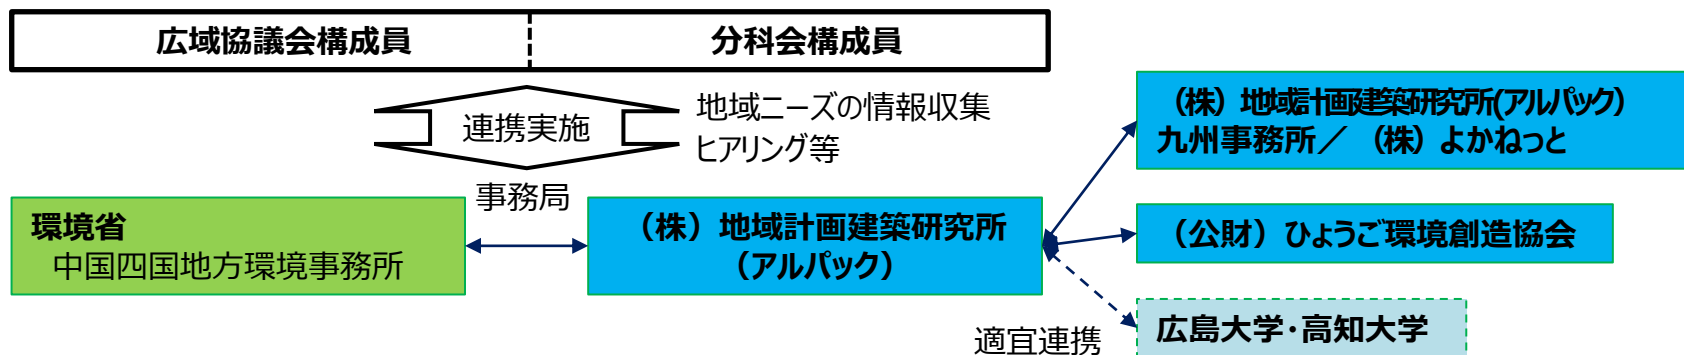 広域協議会構成員
分科会構成員
連携実施
地域ニーズの情報収集
ヒアリング等
事務局
環境省
中国四国地方環境事務所
（株）地域計画建築研究所
（アルパック）
（株）地域計画建築研究所(アルパック）
九州事務所／ （株）よかねっと
（公財）ひょうご環境創造協会
広島大学・高知大学
適宜連携